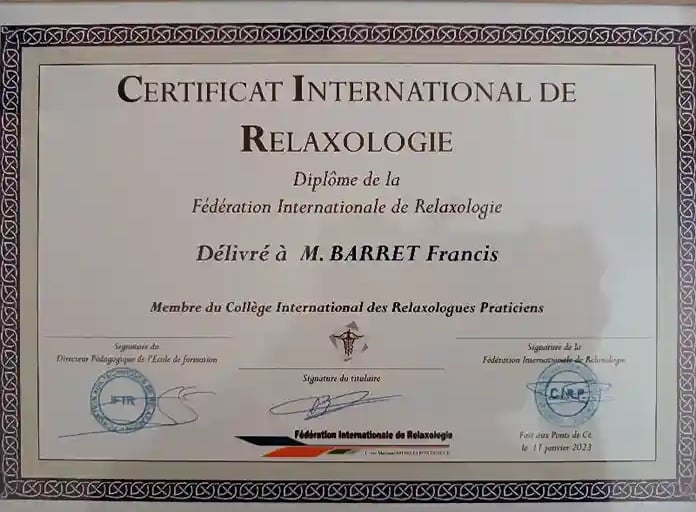 CERTIFICAT INTERNATIONAL DE
RELAXOLOGIE
Diplôme de la
Fédération Internationale de Relaxologie
Délivré à M. BARRET Francis
Membre du Collège International des Relaxologues Praticiens
Signature du
Directeur Pédagogique de l'Ecole de formation
IFTR
Signature du titulaire
Signature de la
Fédération Internationale de Relaxologie
C.I.R.P
Fédération Internationale de Relaxologie
Fait aux Ponts de Cé
le 11 janvier 2023